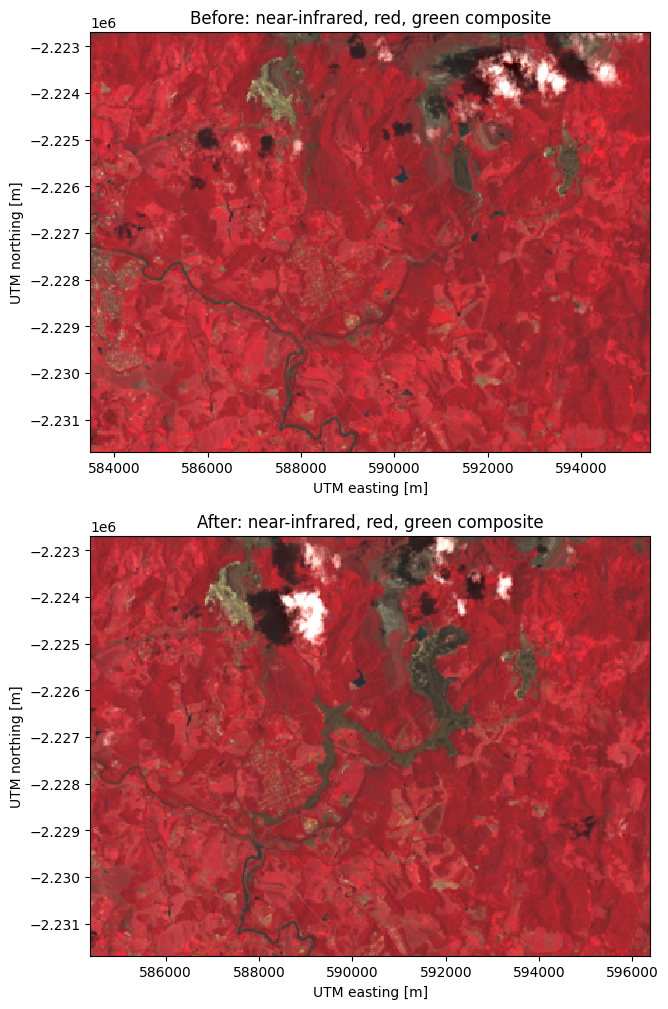 Before: near-infrared, red, green composite
1e6
−2.223
−2.224
−2.225
−2.226
−2.227
−2.228
−2.229
−2.230
−2.231
UTM northing [m]
584000 586000 588000 590000 592000 594000
UTM easting [m]
After: near-infrared, red, green composite
1e6
−2.223
−2.224
−2.225
−2.226
−2.227
−2.228
−2.229
−2.230
−2.231
UTM northing [m]
586000 588000 590000 592000 594000 596000
UTM easting [m]